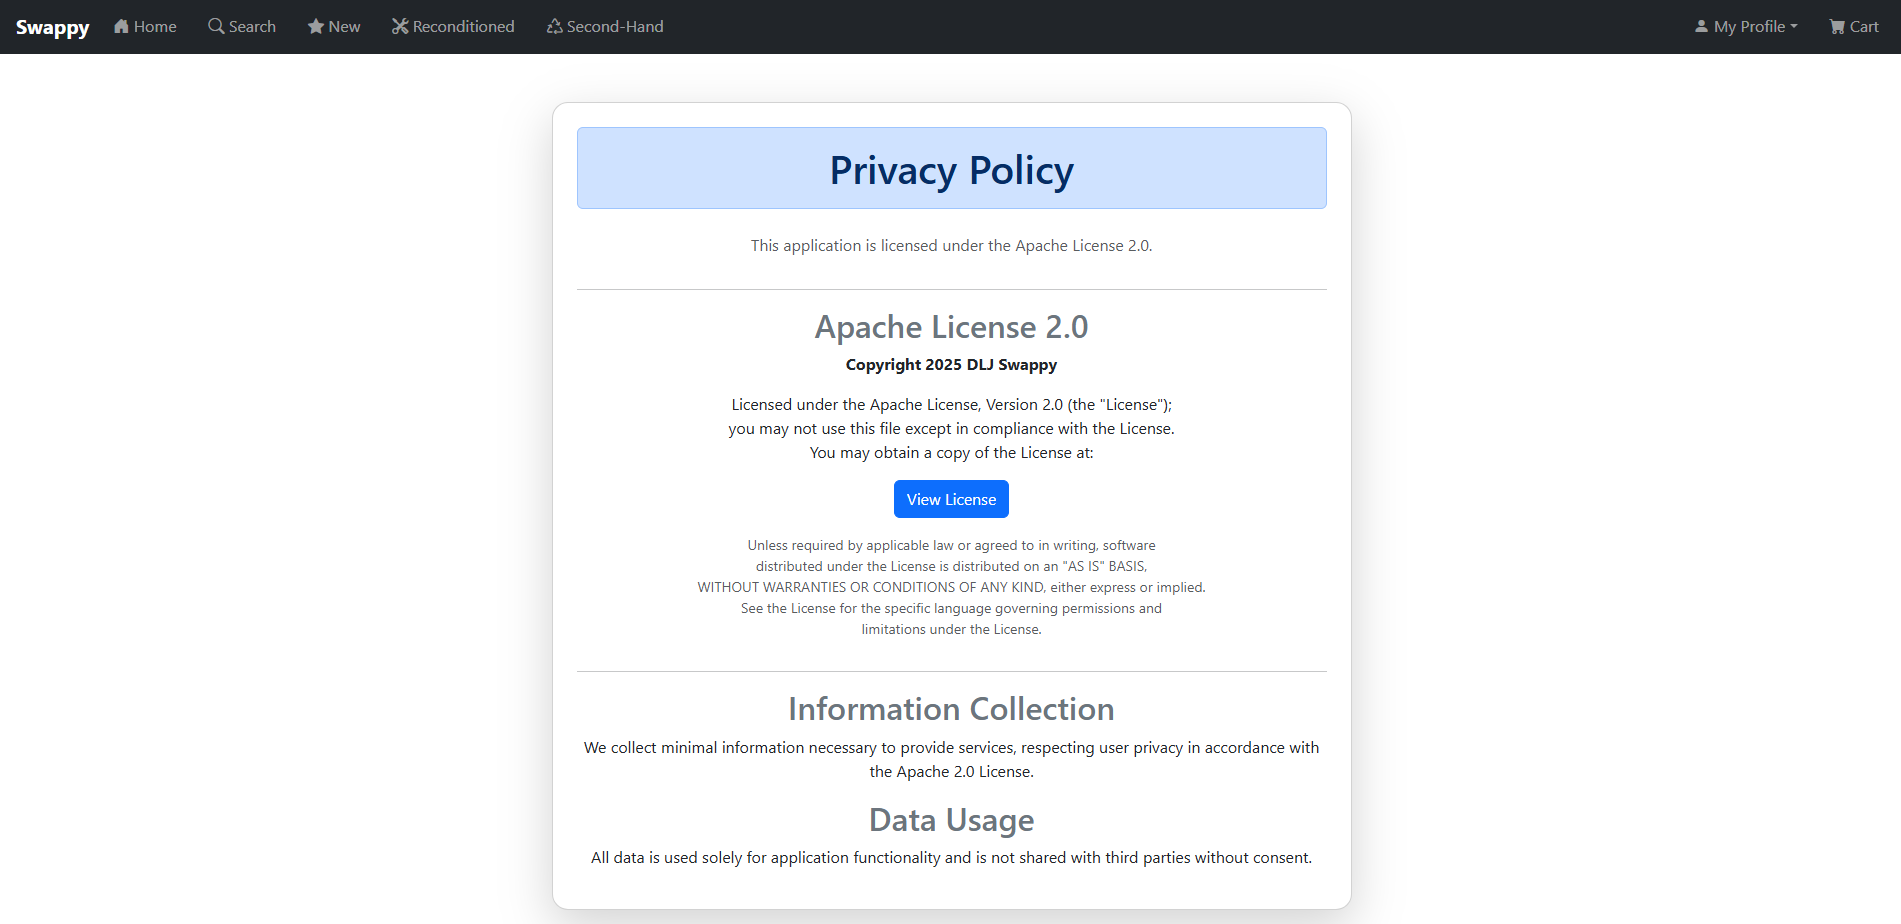 Swappy Home Search New Reconditioned Second-Hand My Profile Cart
Privacy Policy
This application is licensed under the Apache License 2.0.
Apache License 2.0
Copyright 2025 DLJ Swappy
Licensed under the Apache License, Version 2.0 (the "License");
you may not use this file except in compliance with the License.
You may obtain a copy of the License at:
View License
Unless required by applicable law or agreed to in writing, software
distributed under the License is distributed on an "AS IS" BASIS,
WITHOUT WARRANTIES OR CONDITIONS OF ANY KIND, either express or implied.
See the License for the specific language governing permissions and
limitations under the License.
Information Collection
We collect minimal information necessary to provide services, respecting user privacy in accordance with
the Apache 2.0 License.
Data Usage
All data is used solely for application functionality and is not shared with third parties without consent.